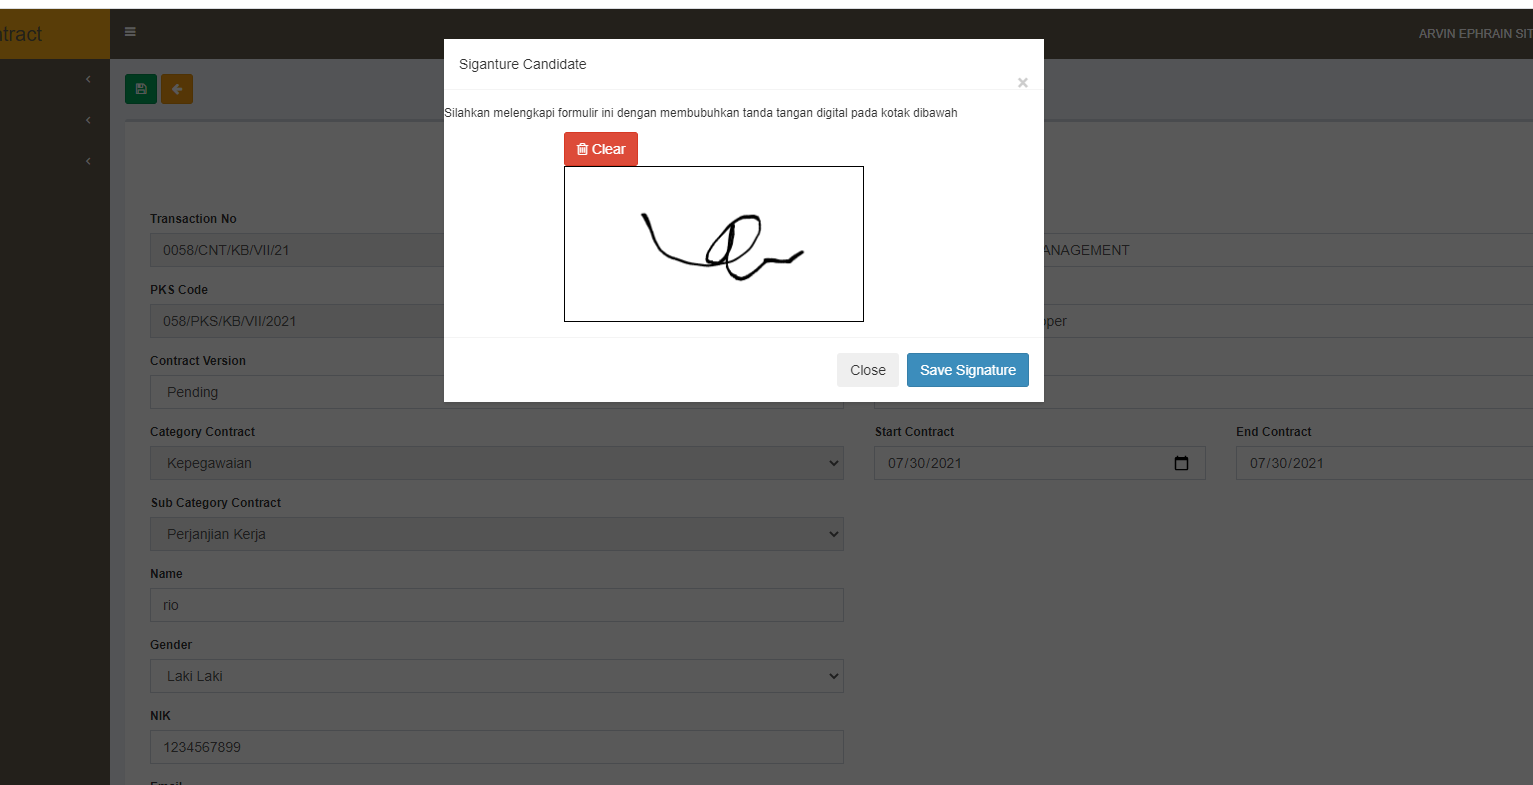 ntract
ARVIN EPHRAIN SIT
Siganture Candidate
×
Silahkan melengkapi formulir ini dengan membubuhkan tanda tangan digital pada kotak dibawah
Clear
Close
Save Signature
Transaction No
0058/CNT/KB/VII/21
ANAGEMENT
PKS Code
058/PKS/KB/VII/2021
oper
Contract Version
Pending
Category Contract
Kepegawaian
Start Contract
07/30/2021
End Contract
07/30/2021
Sub Category Contract
Perjanjian Kerja
Name
rio
Gender
Laki Laki
NIK
1234567899
Email